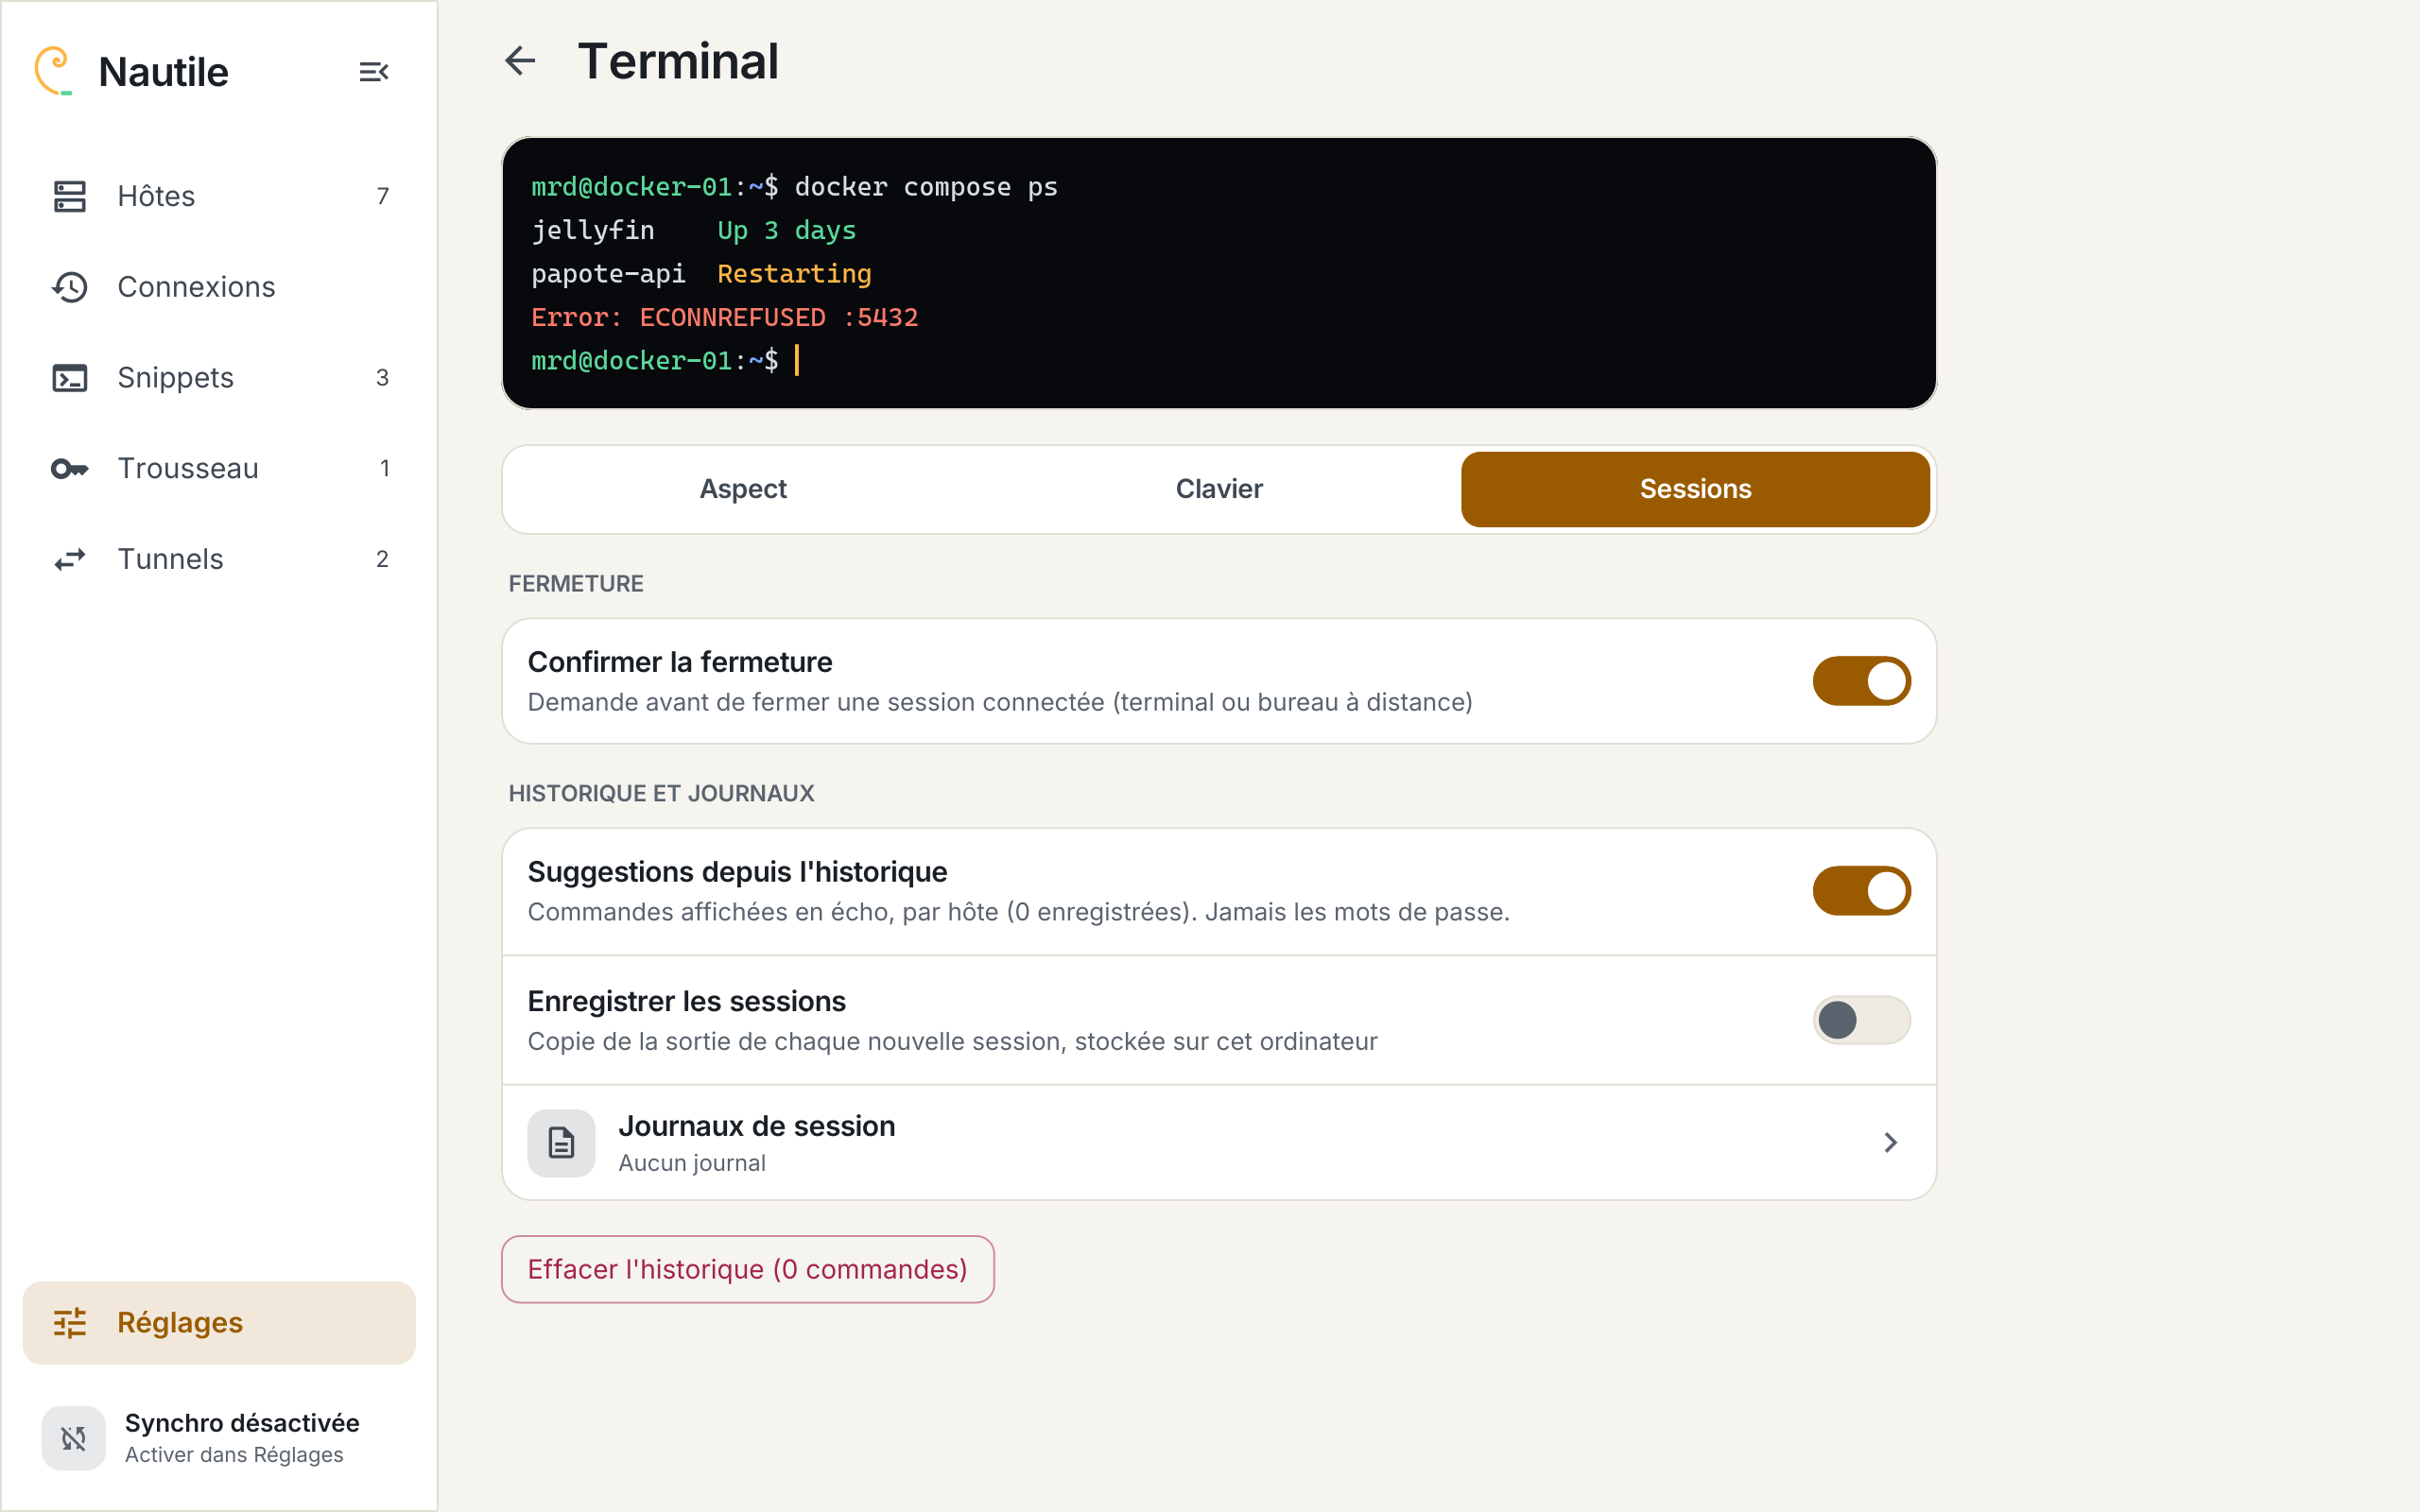 Nautile
Hôtes 7
Connexions
Snippets 3
Trousseau 1
Tunnels 2
Réglages
Synchro désactivée
Activer dans Réglages
Terminal
mrd@docker-01:~$ docker compose ps
jellyfin Up 3 days
papote-api Restarting
Error: ECONNREFUSED :5432
mrd@docker-01:~$
Aspect Clavier Sessions
FERMETURE
Confirmer la fermeture
Demande avant de fermer une session connectée (terminal ou bureau à distance)
HISTORIQUE ET JOURNAUX
Suggestions depuis l'historique
Commandes affichées en écho, par hôte (0 enregistrées). Jamais les mots de passe.
Enregistrer les sessions
Copie de la sortie de chaque nouvelle session, stockée sur cet ordinateur
Journaux de session
Aucun journal
Effacer l'historique (0 commandes)